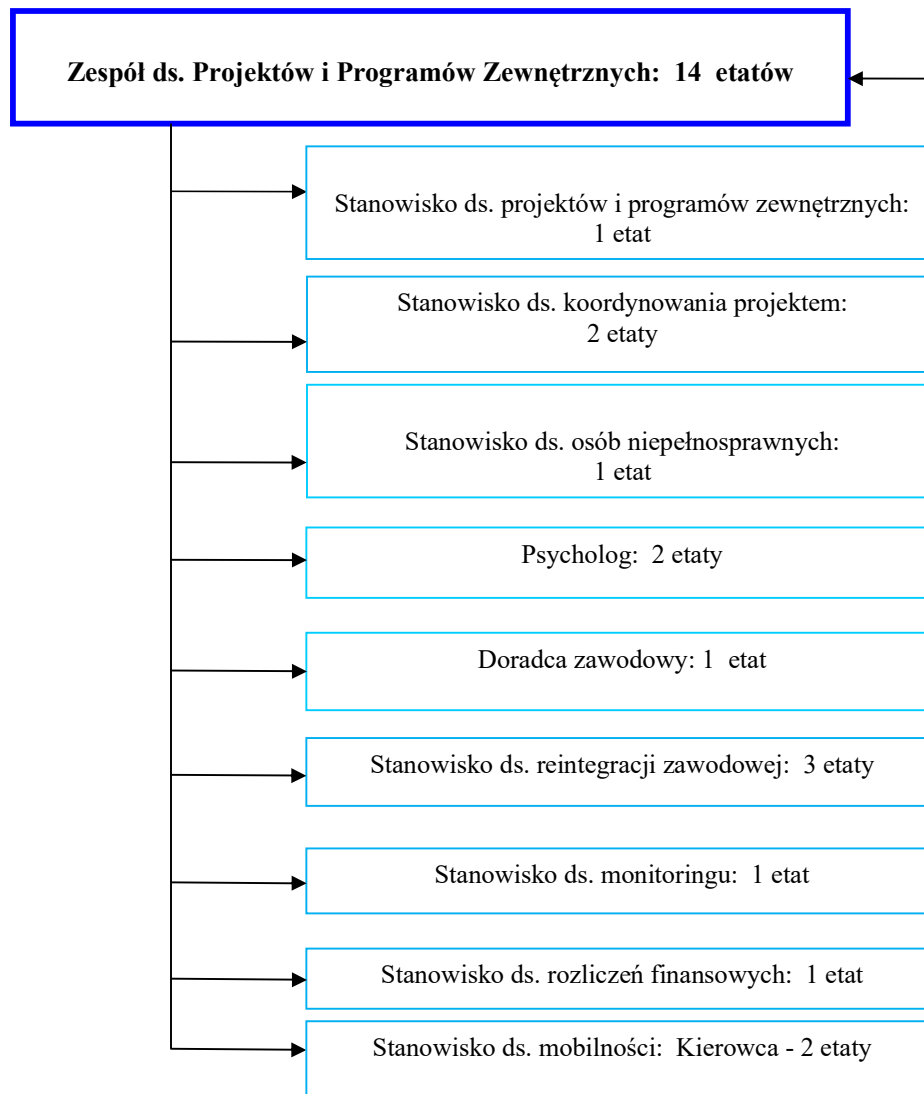 Zespół ds. Projektów i Programów Zewnętrznych: 14 etatów
Stanowisko ds. projektów i programów zewnętrznych:
1 etat
Stanowisko ds. koordynowania projektem:
2 etaty
Stanowisko ds. osób niepełnosprawnych:
1 etat
Psycholog: 2 etaty
Doradca zawodowy: 1 etat
Stanowisko ds. reintegracji zawodowej: 3 etaty
Stanowisko ds. monitoringu: 1 etat
Stanowisko ds. rozliczeń finansowych: 1 etat
Stanowisko ds. mobilności: Kierowca - 2 etaty